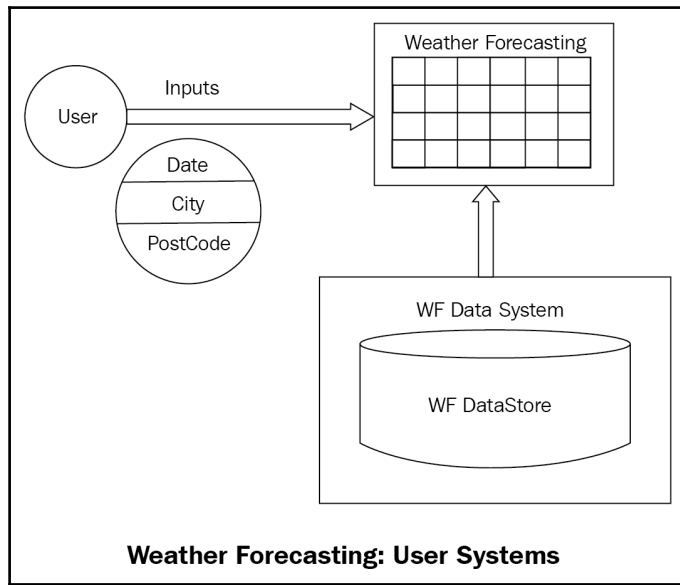 Weather Forecasting
Inputs
User
Date
City
PostCode
WF Data System
WF DataStore
Weather Forecasting: User Systems